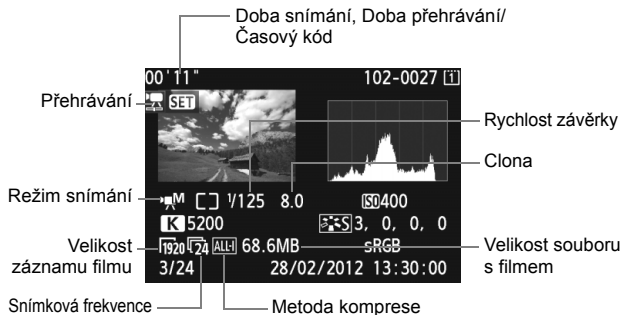 Doba snímání, Doba přehrávání/
Časový kód
00'11" 102-0027 1
Přehrávání
SET
Rychlost závěrky
Clona
Režim snímání
M 1/125 8.0 ISO 400
K 5200 S 3, 0, 0, 0
Velikost
záznamu filmu
1920 24 ALL-I 68.6MB sRGB
Velikost souboru
s filmem
3/24 28/02/2012 13:30:00
Snímková frekvence
Metoda komprese